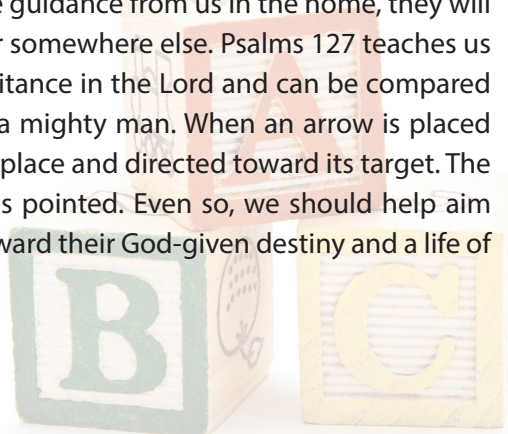 guidance from us in the home, they will
somewhere else. Psalms 127 teaches us
itance in the Lord and can be compared
a mighty man. When an arrow is placed
place and directed toward its target. The
s pointed. Even so, we should help aim
ward their God-given destiny and a life of
A
B
C